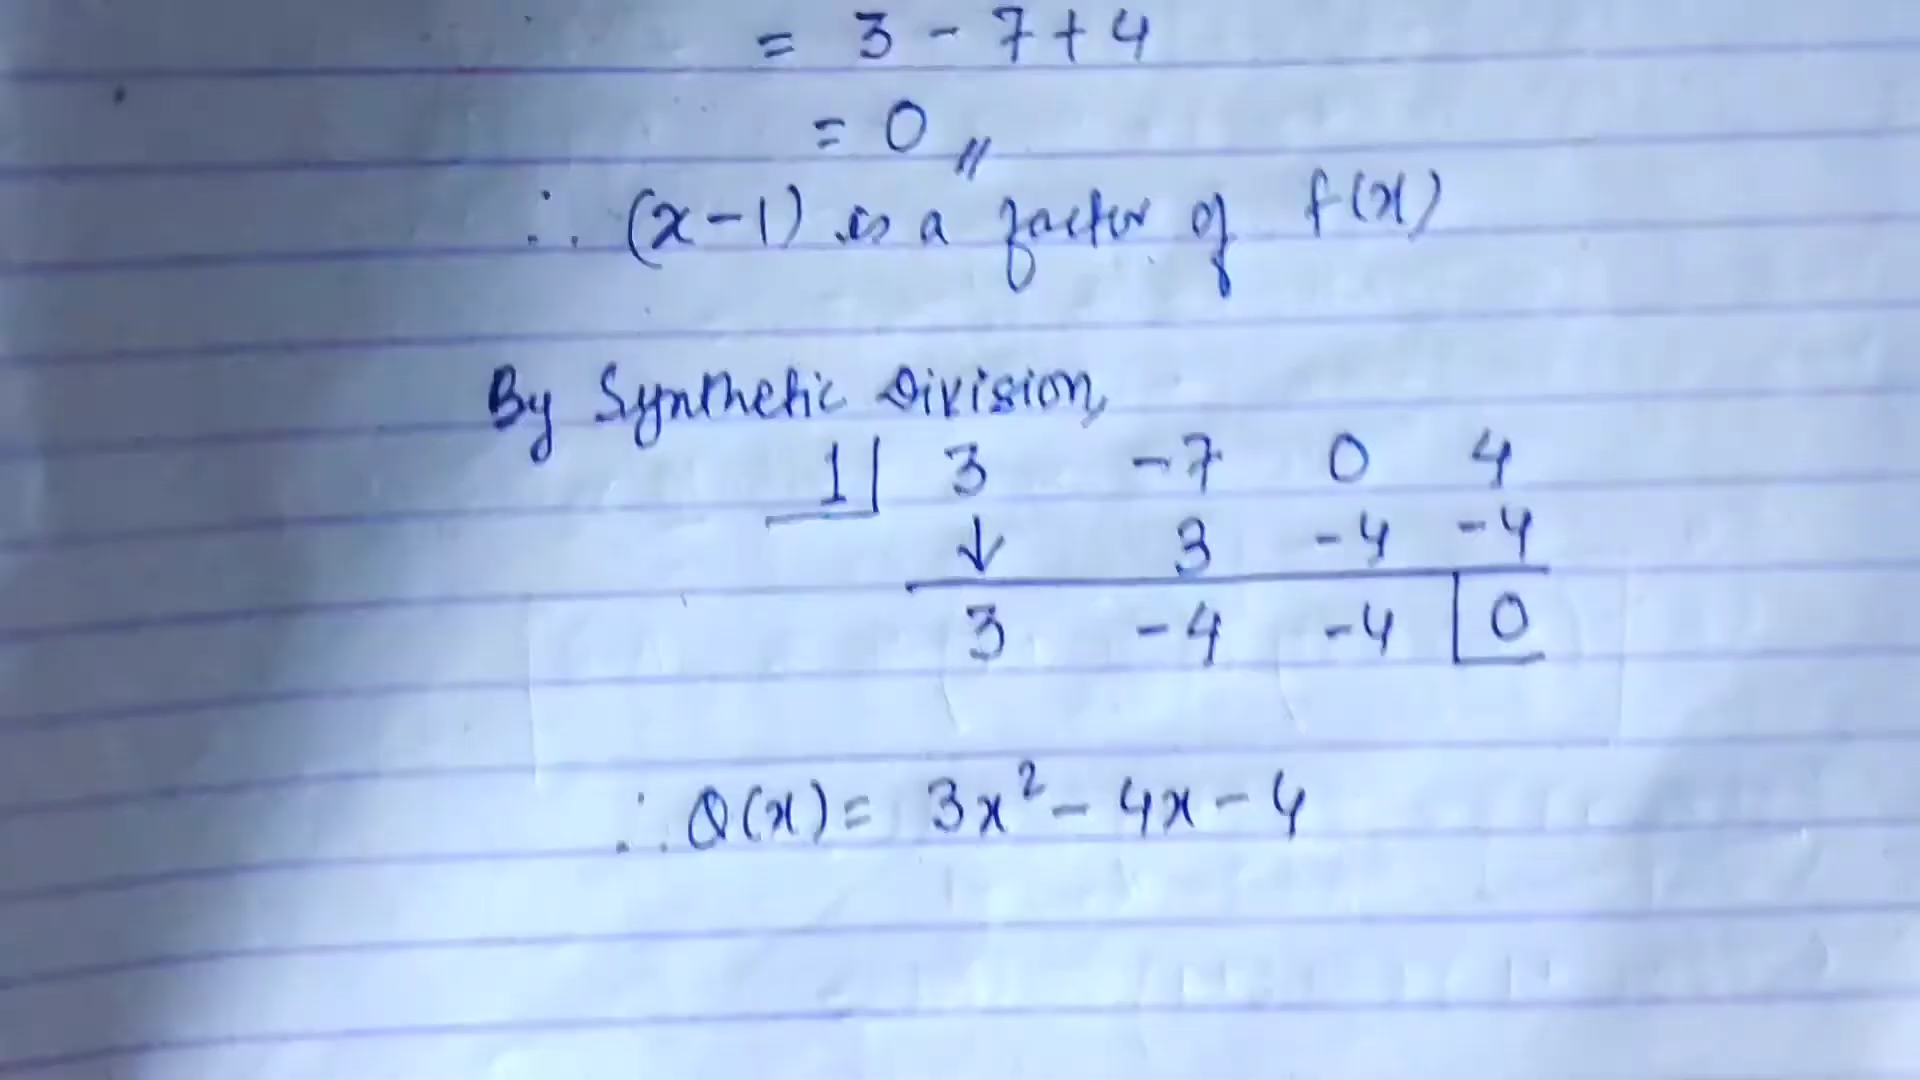 = 3 - 7 + 4
= 0 //
∴ (x-1) is a factor of f(x)
By Synthetic Division,
1| 3 -7 0 4
↓ 3 -4 -4
3 -4 -4 |0
∴ Q(x) = 3x² - 4x - 4